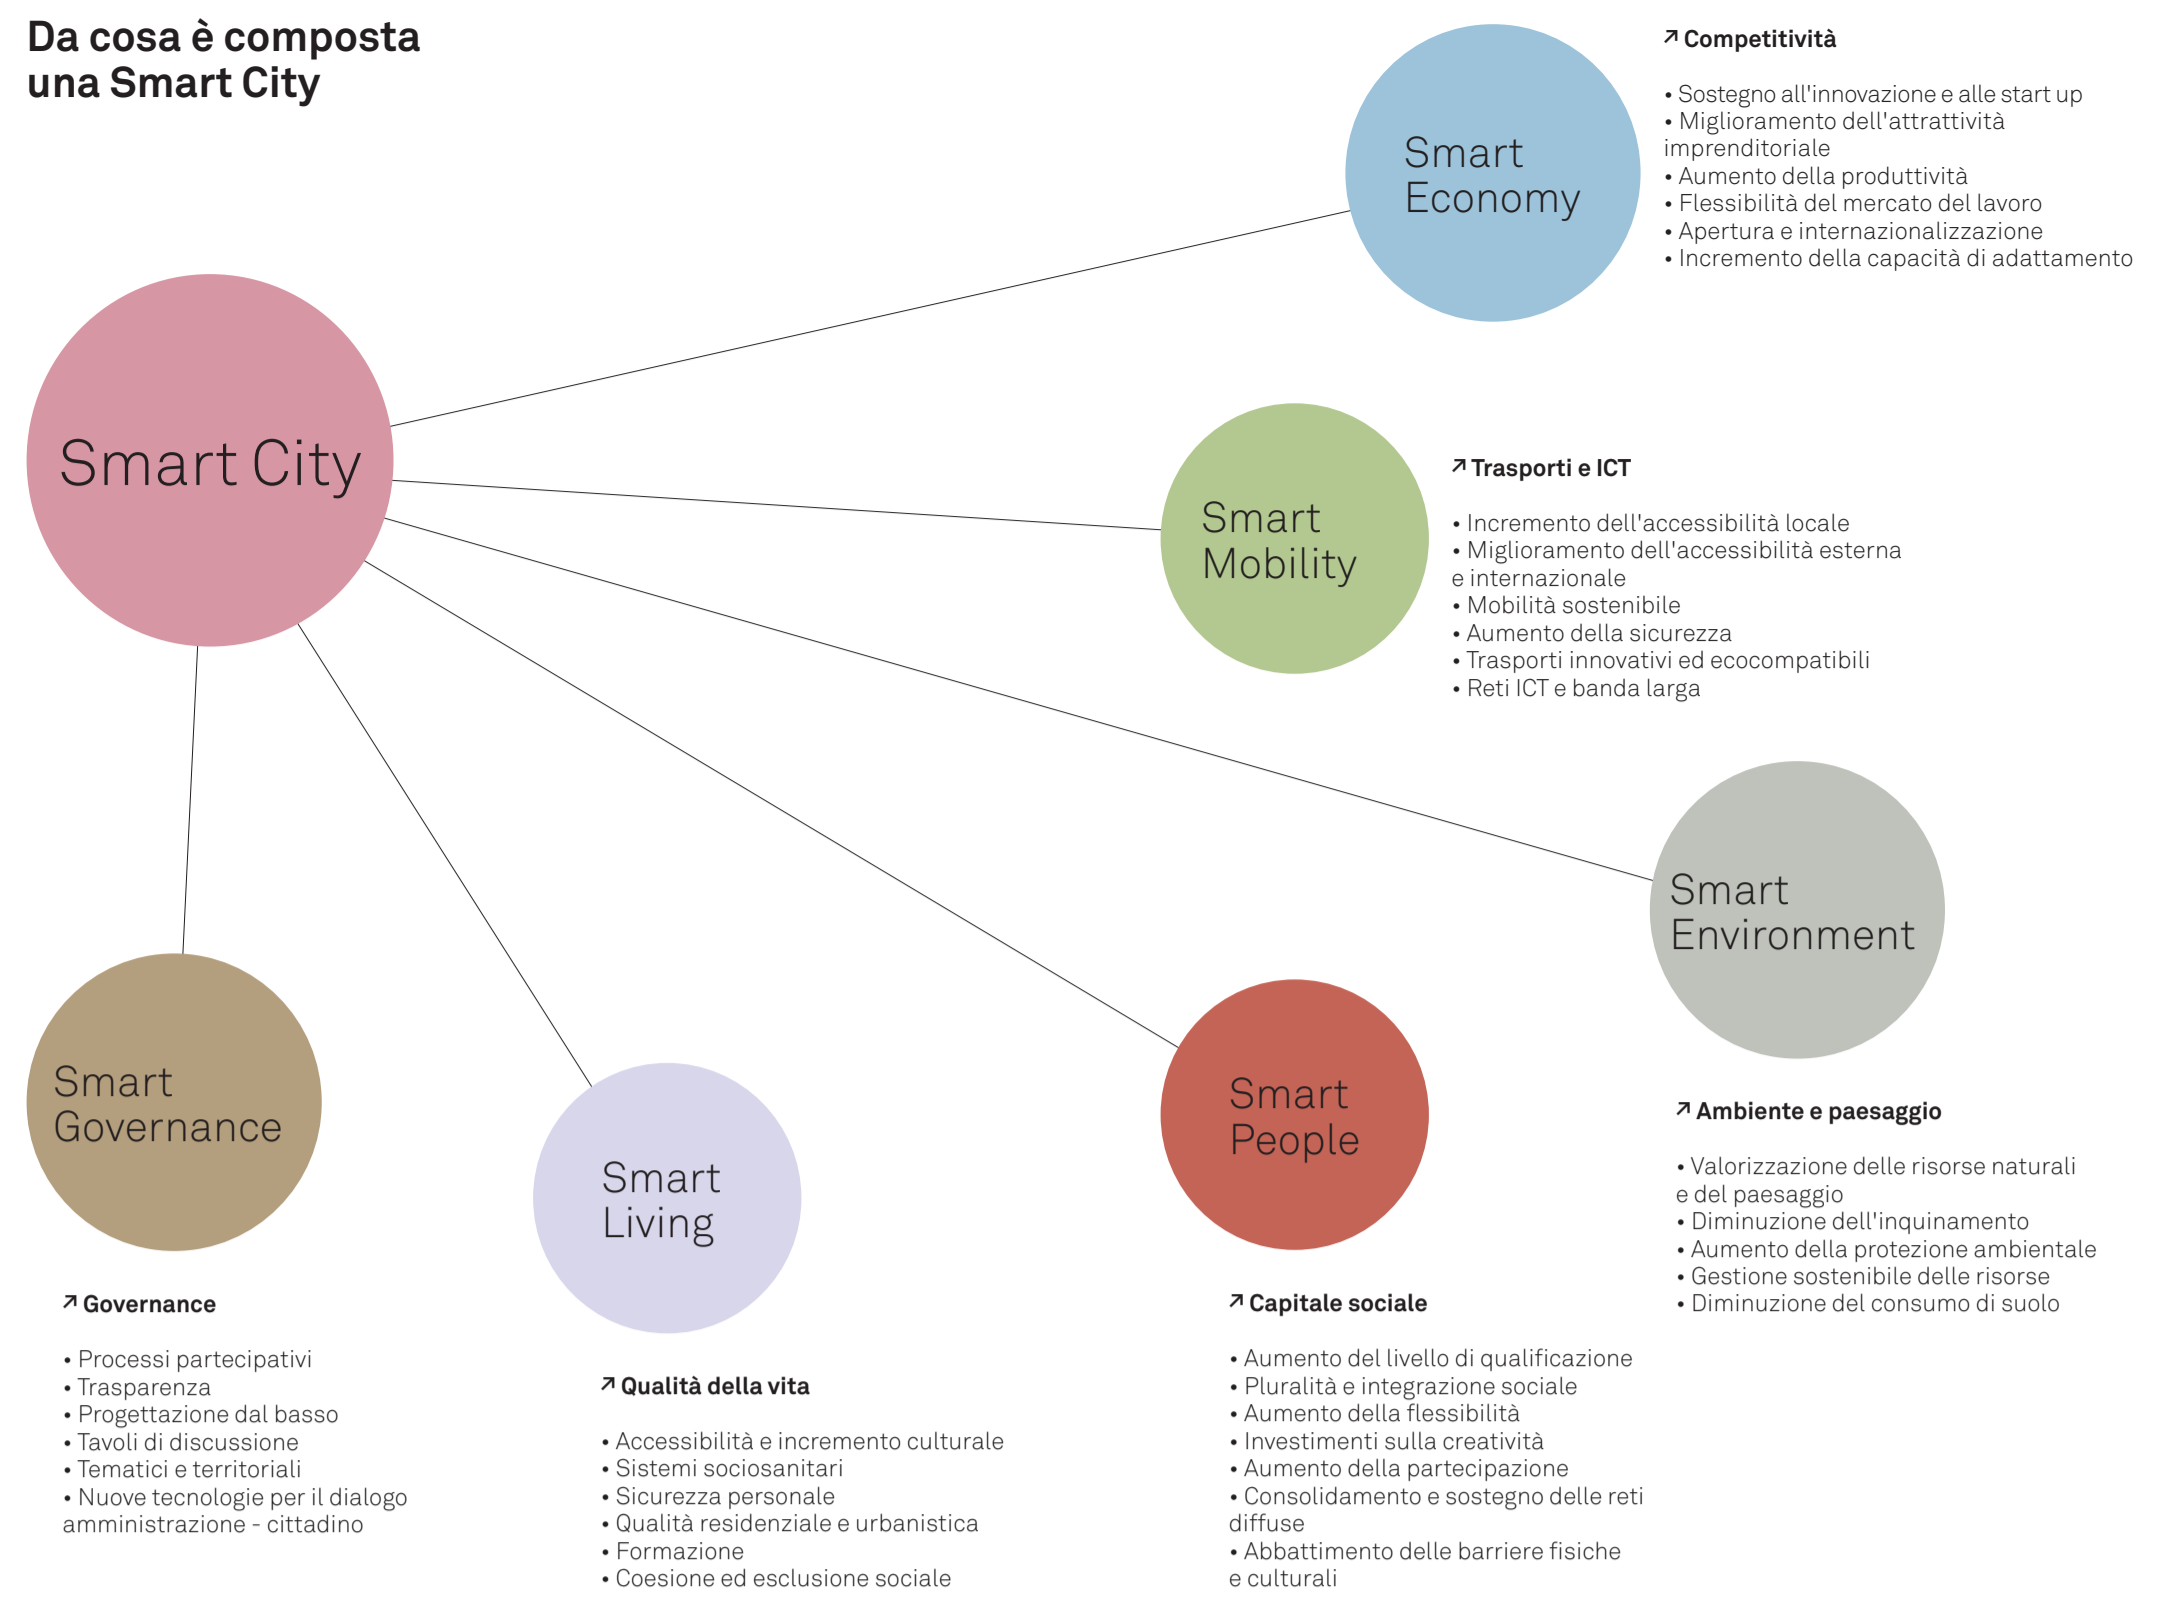 Da cosa è composta
una Smart City
Smart
Economy
↗ Competitività
• Sostegno all'innovazione e alle start up
• Miglioramento dell'attrattività
imprenditoriale
• Aumento della produttività
• Flessibilità del mercato del lavoro
• Apertura e internazionalizzazione
• Incremento della capacità di adattamento
Smart City
Smart
Mobility
↗ Trasporti e ICT
• Incremento dell'accessibilità locale
• Miglioramento dell'accessibilità esterna
e internazionale
• Mobilità sostenibile
• Aumento della sicurezza
• Trasporti innovativi ed ecocompatibili
• Reti ICT e banda larga
Smart
Environment
↗ Ambiente e paesaggio
• Valorizzazione delle risorse naturali
e del paesaggio
• Diminuzione dell'inquinamento
• Aumento della protezione ambientale
• Gestione sostenibile delle risorse
• Diminuzione del consumo di suolo
Smart
People
↗ Capitale sociale
• Aumento del livello di qualificazione
• Pluralità e integrazione sociale
• Aumento della flessibilità
• Investimenti sulla creatività
• Aumento della partecipazione
• Consolidamento e sostegno delle reti
diffuse
• Abbattimento delle barriere fisiche
e culturali
Smart
Living
↗ Qualità della vita
• Accessibilità e incremento culturale
• Sistemi sociosanitari
• Sicurezza personale
• Qualità residenziale e urbanistica
• Formazione
• Coesione ed esclusione sociale
Smart
Governance
↗ Governance
• Processi partecipativi
• Trasparenza
• Progettazione dal basso
• Tavoli di discussione
• Tematici e territoriali
• Nuove tecnologie per il dialogo
amministrazione - cittadino